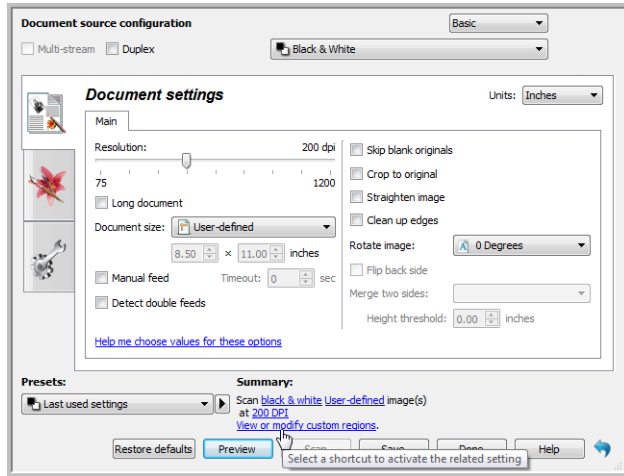 Document source configuration
Basic
Multi-stream
Duplex
Black & White
Document settings
Units:
Inches
Main
Resolution:
200 dpi
75
1200
Long document
Document size:
User-defined
8.50
×
11.00
inches
Manual feed
Timeout:
0
sec
Detect double feeds
Help me choose values for these options
Skip blank originals
Crop to original
Straighten image
Clean up edges
Rotate image:
0 Degrees
Flip back side
Merge two sides:
Height threshold:
0.00
inches
Presets:
Last used settings
Summary:
Scan black & white User-defined image(s)
at 200 DPI
View or modify custom regions.
Restore defaults
Preview
Scan
Save
Done
Help
Select a shortcut to activate the related setting